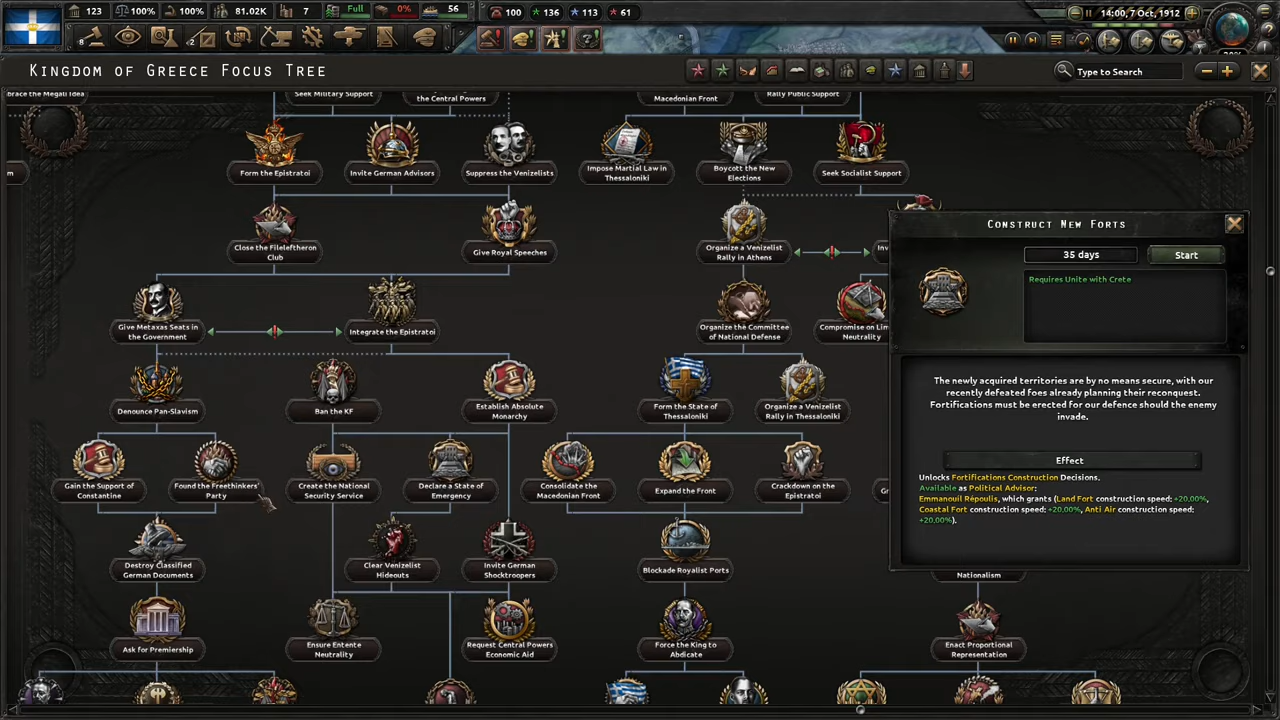 123 100% 100% 81.02K 7 Full 0% 56 100 136 113 61 14:00, 7 Oct, 1912
8
2
Kingdom of Greece Focus Tree
Type to Search
brace the Megali Idea
Seek Military Support
the Central Powers
Macedonian Front
Rally Public Support
Form the Epistratoi
Invite German Advisors
Suppress the Venizelists
Impose Martial Law in
Thessaloniki
Boycott the New
Elections
Seek Socialist Support
Close the Fileleftheron
Club
Give Royal Speeches
Organize a Venizelist
Rally in Athens
Give Metaxas Seats in
the Government
Integrate the Epistratoi
Organize the Committee
of National Defense
Compromise on Lim
Neutrality
Denounce Pan-Slavism
Ban the KF
Establish Absolute
Monarchy
Form the State of
Thessaloniki
Organize a Venizelist
Rally in Thessaloniki
Gain the Support of
Constantine
Found the Freethinkers'
Party
Create the National
Security Service
Declare a State of
Emergency
Consolidate the
Macedonian Front
Expand the Front
Crackdown on the
Epistratoi
Destroy Classified
German Documents
Clear Venizelist
Hideouts
Invite German
Shocktroopers
Blockade Royalist Ports
Nationalism
Ask for Premiership
Ensure Entente
Neutrality
Request Central Powers
Economic Aid
Force the King to
Abdicate
Enact Proportional
Representation
Construct New Forts
35 days
Start
Requires Unite with Crete
The newly acquired territories are by no means secure, with our
recently defeated foes already planning their reconquest.
Fortifications must be erected for our defence should the enemy
invade.
Effect
Unlocks Fortifications Construction Decisions.
Available as Political Advisor:
Emmanouil Répoulis, which grants (Land Fort construction speed: +20,00%,
Coastal Fort construction speed: +20,00%, Anti Air construction speed:
+20,00%).